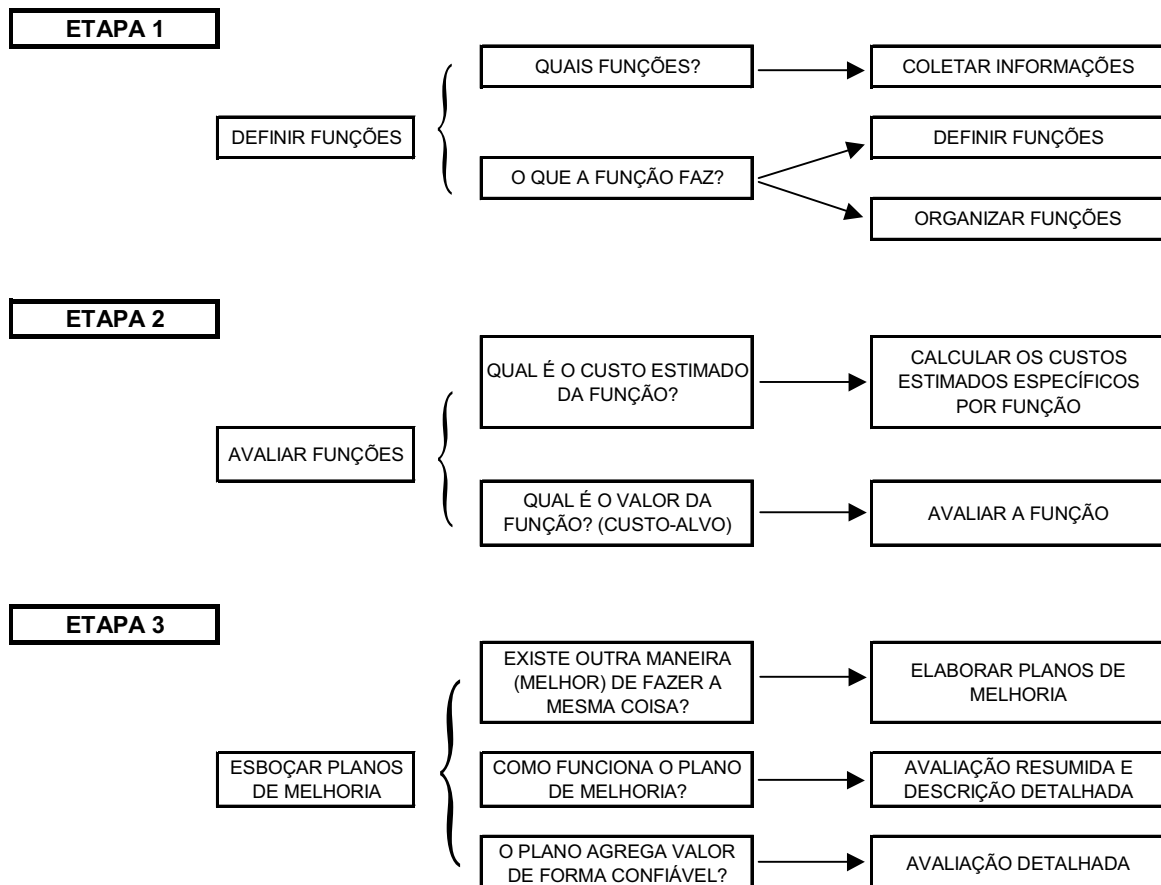 ETAPA 1
QUAIS FUNÇÕES?
COLETAR INFORMAÇÕES
DEFINIR FUNÇÕES
DEFINIR FUNÇÕES
O QUE A FUNÇÃO FAZ?
ORGANIZAR FUNÇÕES
ETAPA 2
QUAL É O CUSTO ESTIMADO
DA FUNÇÃO?
CALCULAR OS CUSTOS
ESTIMADOS ESPECÍFICOS
POR FUNÇÃO
AVALIAR FUNÇÕES
QUAL É O VALOR DA
FUNÇÃO? (CUSTO-ALVO)
AVALIAR A FUNÇÃO
ETAPA 3
EXISTE OUTRA MANEIRA
(MELHOR) DE FAZER A
MESMA COISA?
ELABORAR PLANOS DE
MELHORIA
ESBOÇAR PLANOS
DE MELHORIA
COMO FUNCIONA O PLANO
DE MELHORIA?
AVALIAÇÃO RESUMIDA E
DESCRIÇÃO DETALHADA
O PLANO AGREGA VALOR
DE FORMA CONFIÁVEL?
AVALIAÇÃO DETALHADA